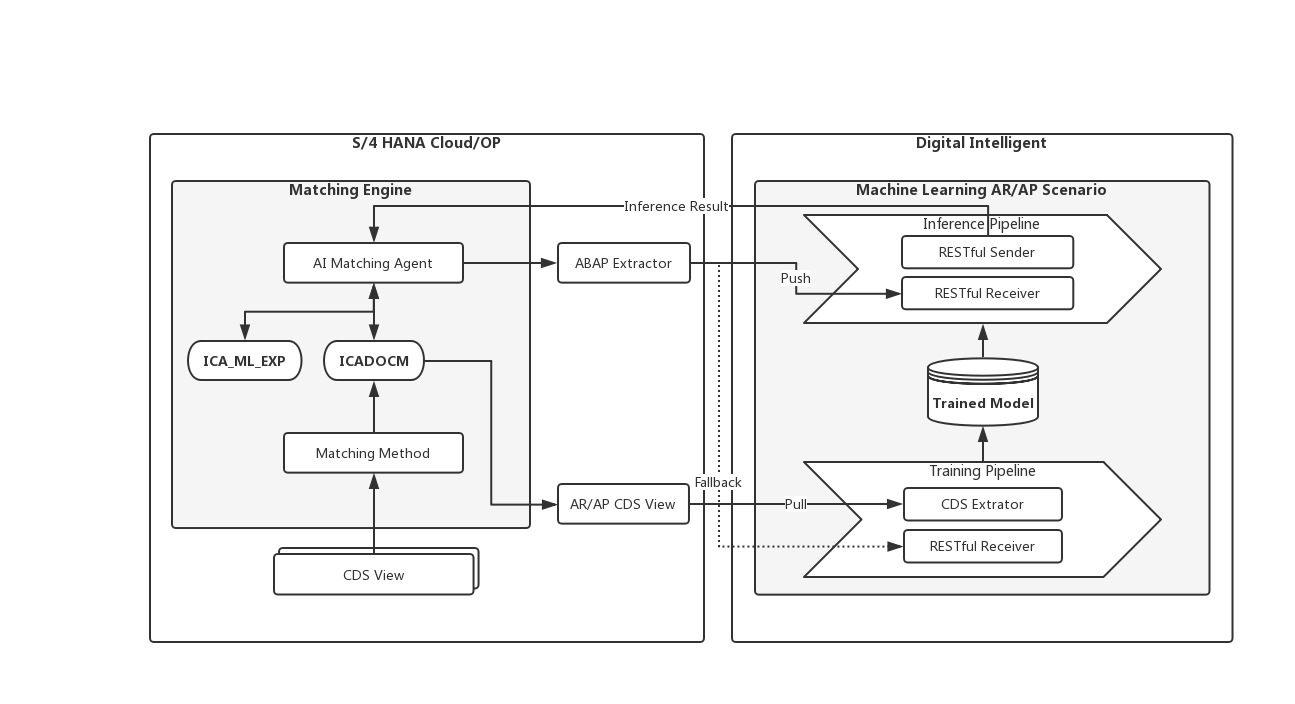 S/4 HANA Cloud/OP
Digital Intelligent
Matching Engine
Machine Learning AR/AP Scenario
Inference Result
Inference Pipeline
AI Matching Agent
ABAP Extractor
RESTful Sender
Push
RESTful Receiver
ICA_ML_EXP
ICADOCM
Trained Model
Matching Method
Training Pipeline
Fallback
AR/AP CDS View
Pull
CDS Extrator
RESTful Receiver
CDS View